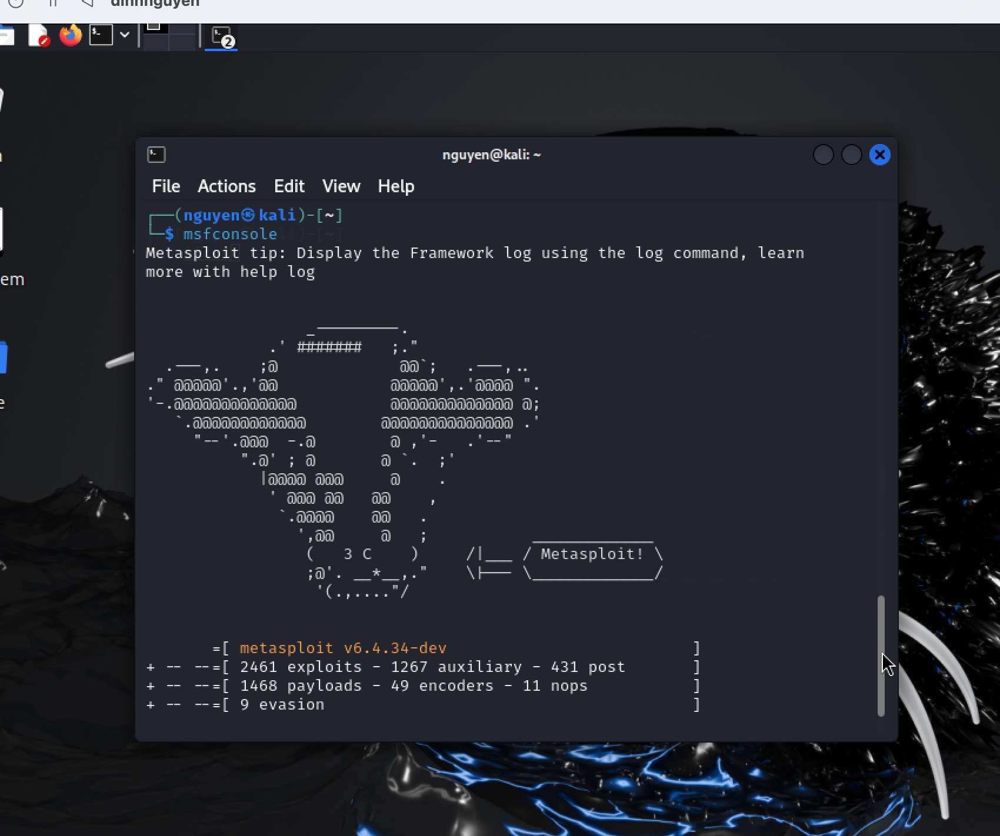 dinhnguyen
2
em
e
nguyen@kali: ~
File Actions Edit View Help
┌──(nguyen㉿kali)-[~]
└─$ msfconsole
Metasploit tip: Display the Framework log using the log command, learn
more with help log
                 _---------.
             .' #######   ;."
  .---,.    ;@             @@`;   .---,..
." @@@@@'.,'@@            @@@@@',.'@@@@ ".
'-.@@@@@@@@@@@@@          @@@@@@@@@@@@@ @;
   `.@@@@@@@@@@@@        @@@@@@@@@@@@@@ .'
     "--'.@@@  -.@        @ ,'-   .'--"
          ".@' ; @       @ `.  ;'
            |@@@@ @@@     @    .
             ' @@@ @@   @@    ,
              `.@@@@    @@   .
                ',@@     @   ;           _____________
                 (   3 C    )     /|___ / Metasploit! \
                 ;@'. __*__,."    \|--- \_____________/
                  '(.,...."/
       =[ metasploit v6.4.34-dev                          ]
+ -- --=[ 2461 exploits - 1267 auxiliary - 431 post       ]
+ -- --=[ 1468 payloads - 49 encoders - 11 nops           ]
+ -- --=[ 9 evasion                                       ]